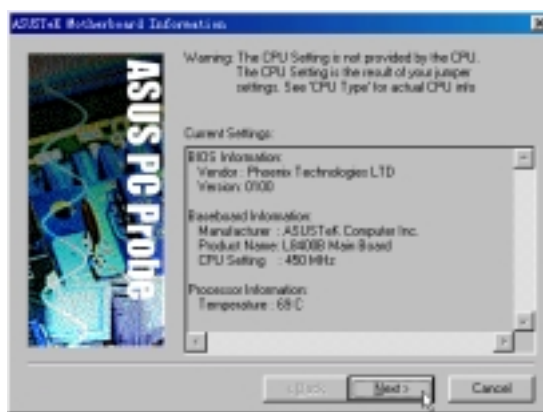 ASUSTeK Motherboard Information
ASUS PC Probe
Warning: The CPU Setting is not provided by the CPU.
The CPU Setting is the result of your jumper
settings. See "CPU Type" for actual CPU info
Current Settings:
BIOS Information:
Vendor : Phoenix Technologies LTD
Version: 0100
Baseboard Information:
Manufacturer : ASUSTeK Computer Inc.
Product Name: L8400B Main Board
CPU Setting : 450 MHz
Processor Information:
Temperature : 69 C
< Back
Next >
Cancel